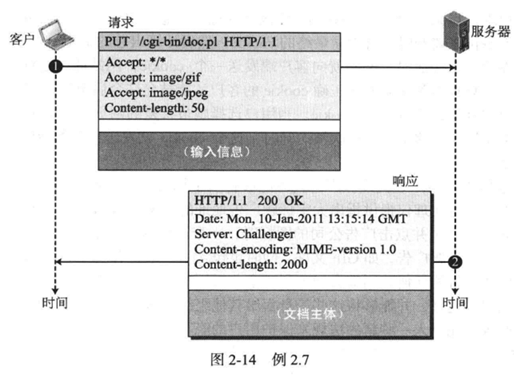 请求
客户
服务器
PUT /cgi-bin/doc.pl HTTP/1.1
1
Accept: */*
Accept: image/gif
Accept: image/jpeg
Content-length: 50
（输入信息）
响应
HTTP/1.1 200 OK
Date: Mon, 10-Jan-2011 13:15:14 GMT
Server: Challenger
Content-encoding: MIME-version 1.0
2
Content-length: 2000
时间
（文档主体）
时间
图 2-14 例 2.7